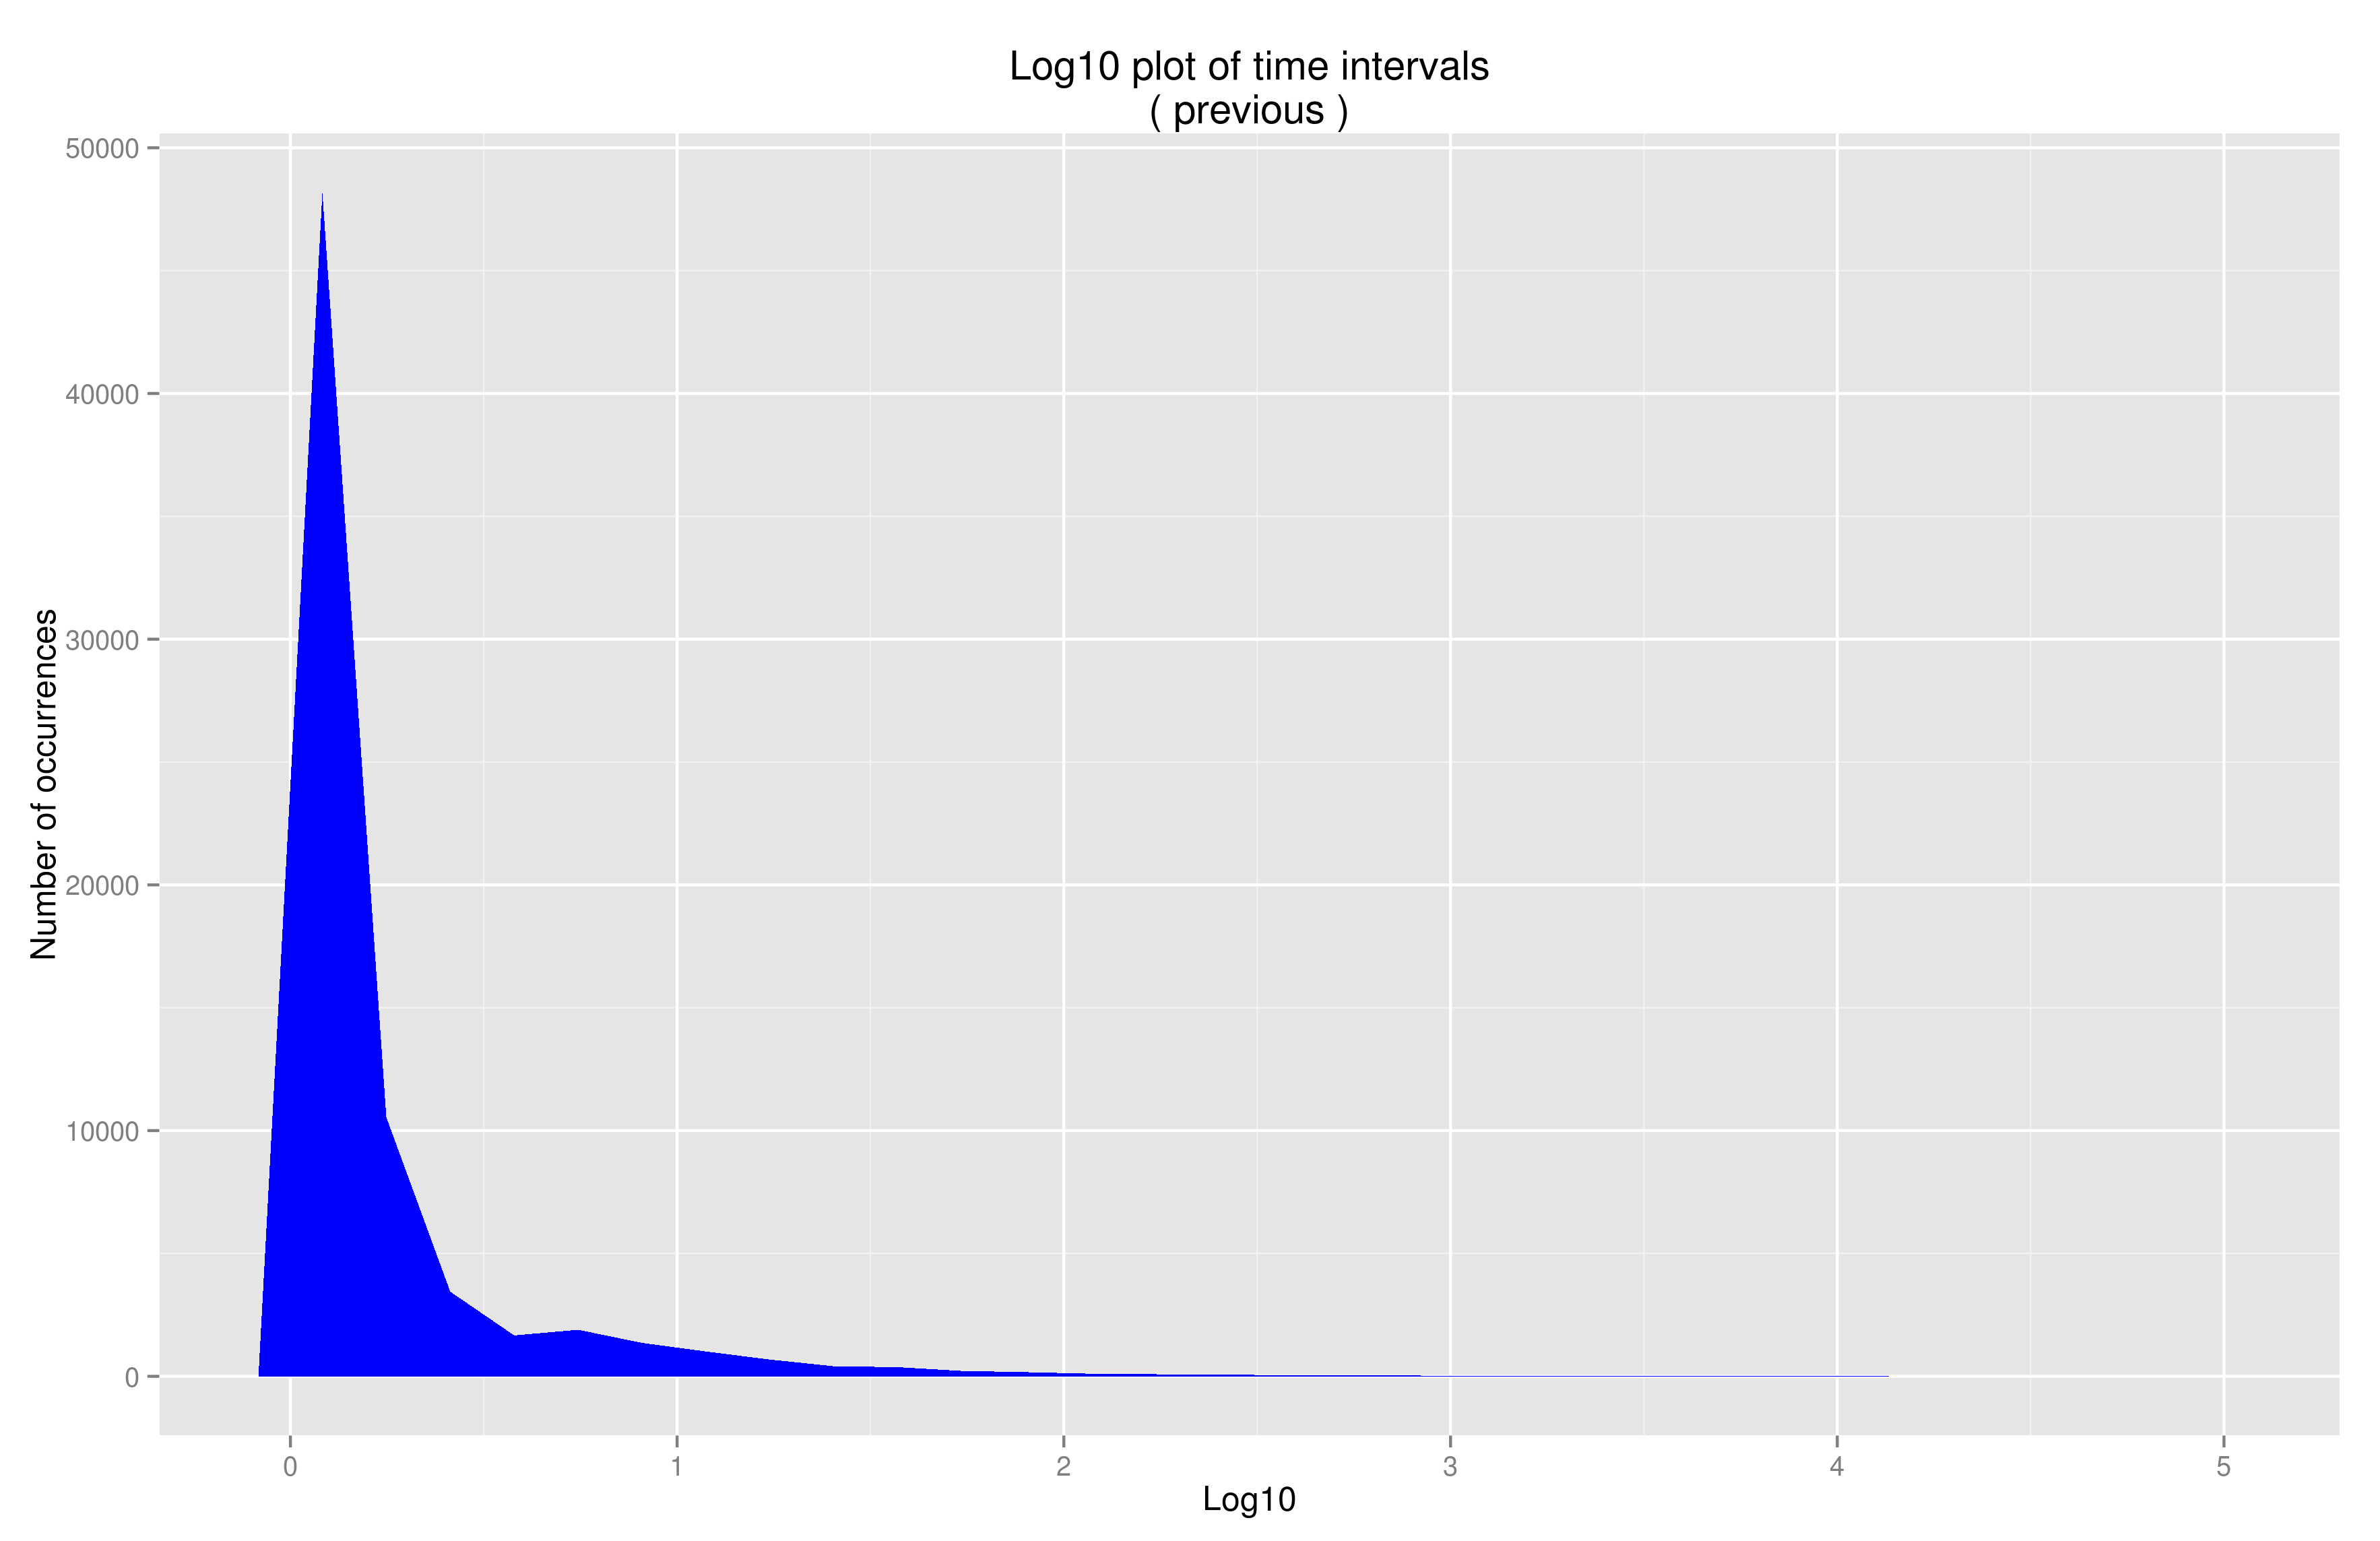 Log10 plot of time intervals
( previous )
Number of occurrences
50000
40000
30000
20000
10000
0
0 1 2 3 4 5
Log10